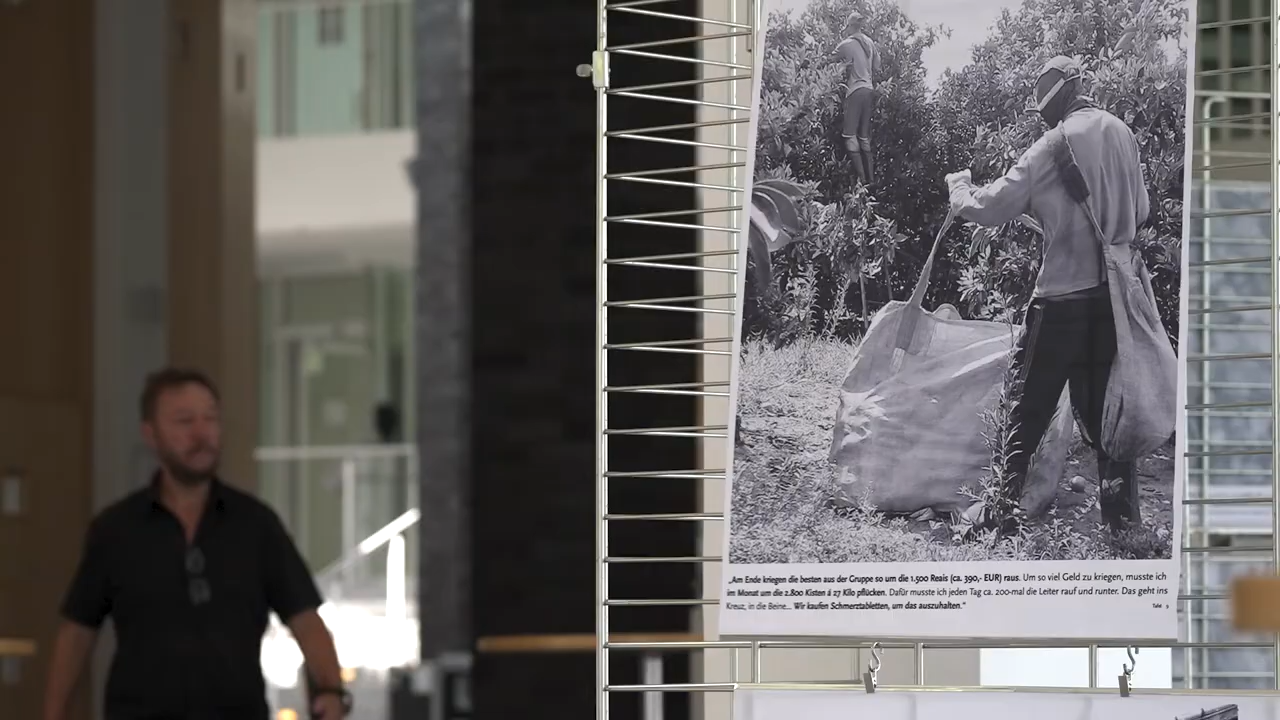 „Am Ende kriegen die besten aus der Gruppe so um die 1.500 Reais (ca. 390,- EUR) raus. Um so viel Geld zu kriegen, musste ich
im Monat um die 2.800 Kisten á 27 Kilo pflücken. Dafür musste ich jeden Tag ca. 200-mal die Leiter rauf und runter. Das geht ins
Kreuz, in die Beine... Wir kaufen Schmerztabletten, um das auszuhalten.“
Tafel 9